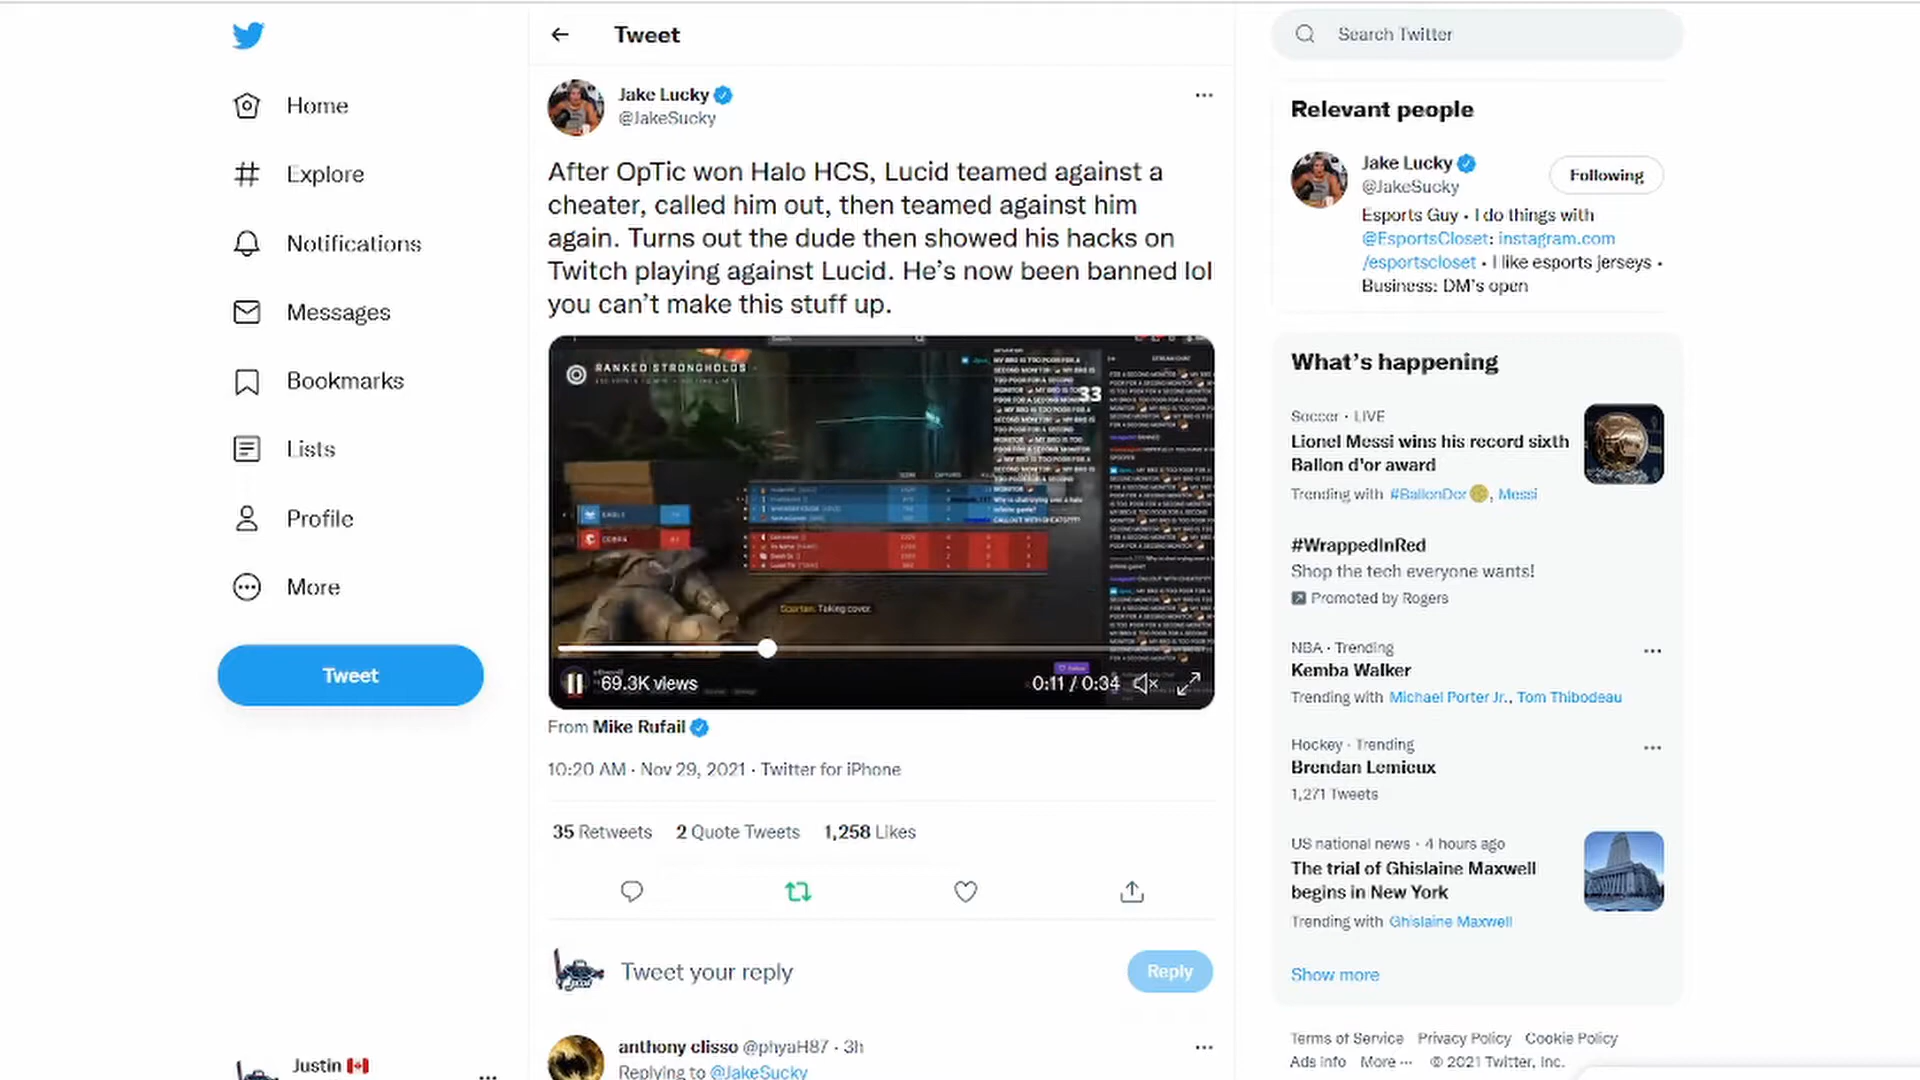 Tweet
Search Twitter
Home
Explore
Notifications
Messages
Bookmarks
Lists
Profile
More
Tweet
Justin
Jake Lucky
@JakeSucky
After OpTic won Halo HCS, Lucid teamed against a
cheater, called him out, then teamed against him
again. Turns out the dude then showed his hacks on
Twitch playing against Lucid. He's now been banned lol
you can't make this stuff up.
RANKED STRONGHOLDS
33
EAGLE
COBRA
Spartan: Taking cover.
69.3K views
0:11 / 0:34
From Mike Rufail
10:20 AM · Nov 29, 2021 · Twitter for iPhone
35 Retweets 2 Quote Tweets 1,258 Likes
Tweet your reply
Reply
anthony clisso @phyaH87 · 3h
Replying to @JakeSucky
Relevant people
Jake Lucky
@JakeSucky
Following
Esports Guy • I do things with
@EsportsCloset: instagram.com
/esportscloset • I like esports jerseys •
Business: DM's open
What's happening
Soccer · LIVE
Lionel Messi wins his record sixth
Ballon d'or award
Trending with #BallonDor, Messi
#WrappedInRed
Shop the tech everyone wants!
Promoted by Rogers
NBA · Trending
Kemba Walker
Trending with Michael Porter Jr., Tom Thibodeau
Hockey · Trending
Brendan Lemieux
1,271 Tweets
US national news · 4 hours ago
The trial of Ghislaine Maxwell
begins in New York
Trending with Ghislaine Maxwell
Show more
Terms of Service Privacy Policy Cookie Policy
Ads info More ··· © 2021 Twitter, Inc.